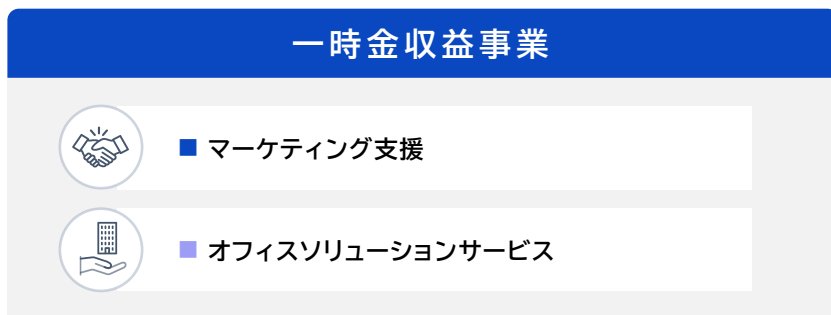 一時金収益事業
■ マーケティング支援
■ オフィスソリューションサービス